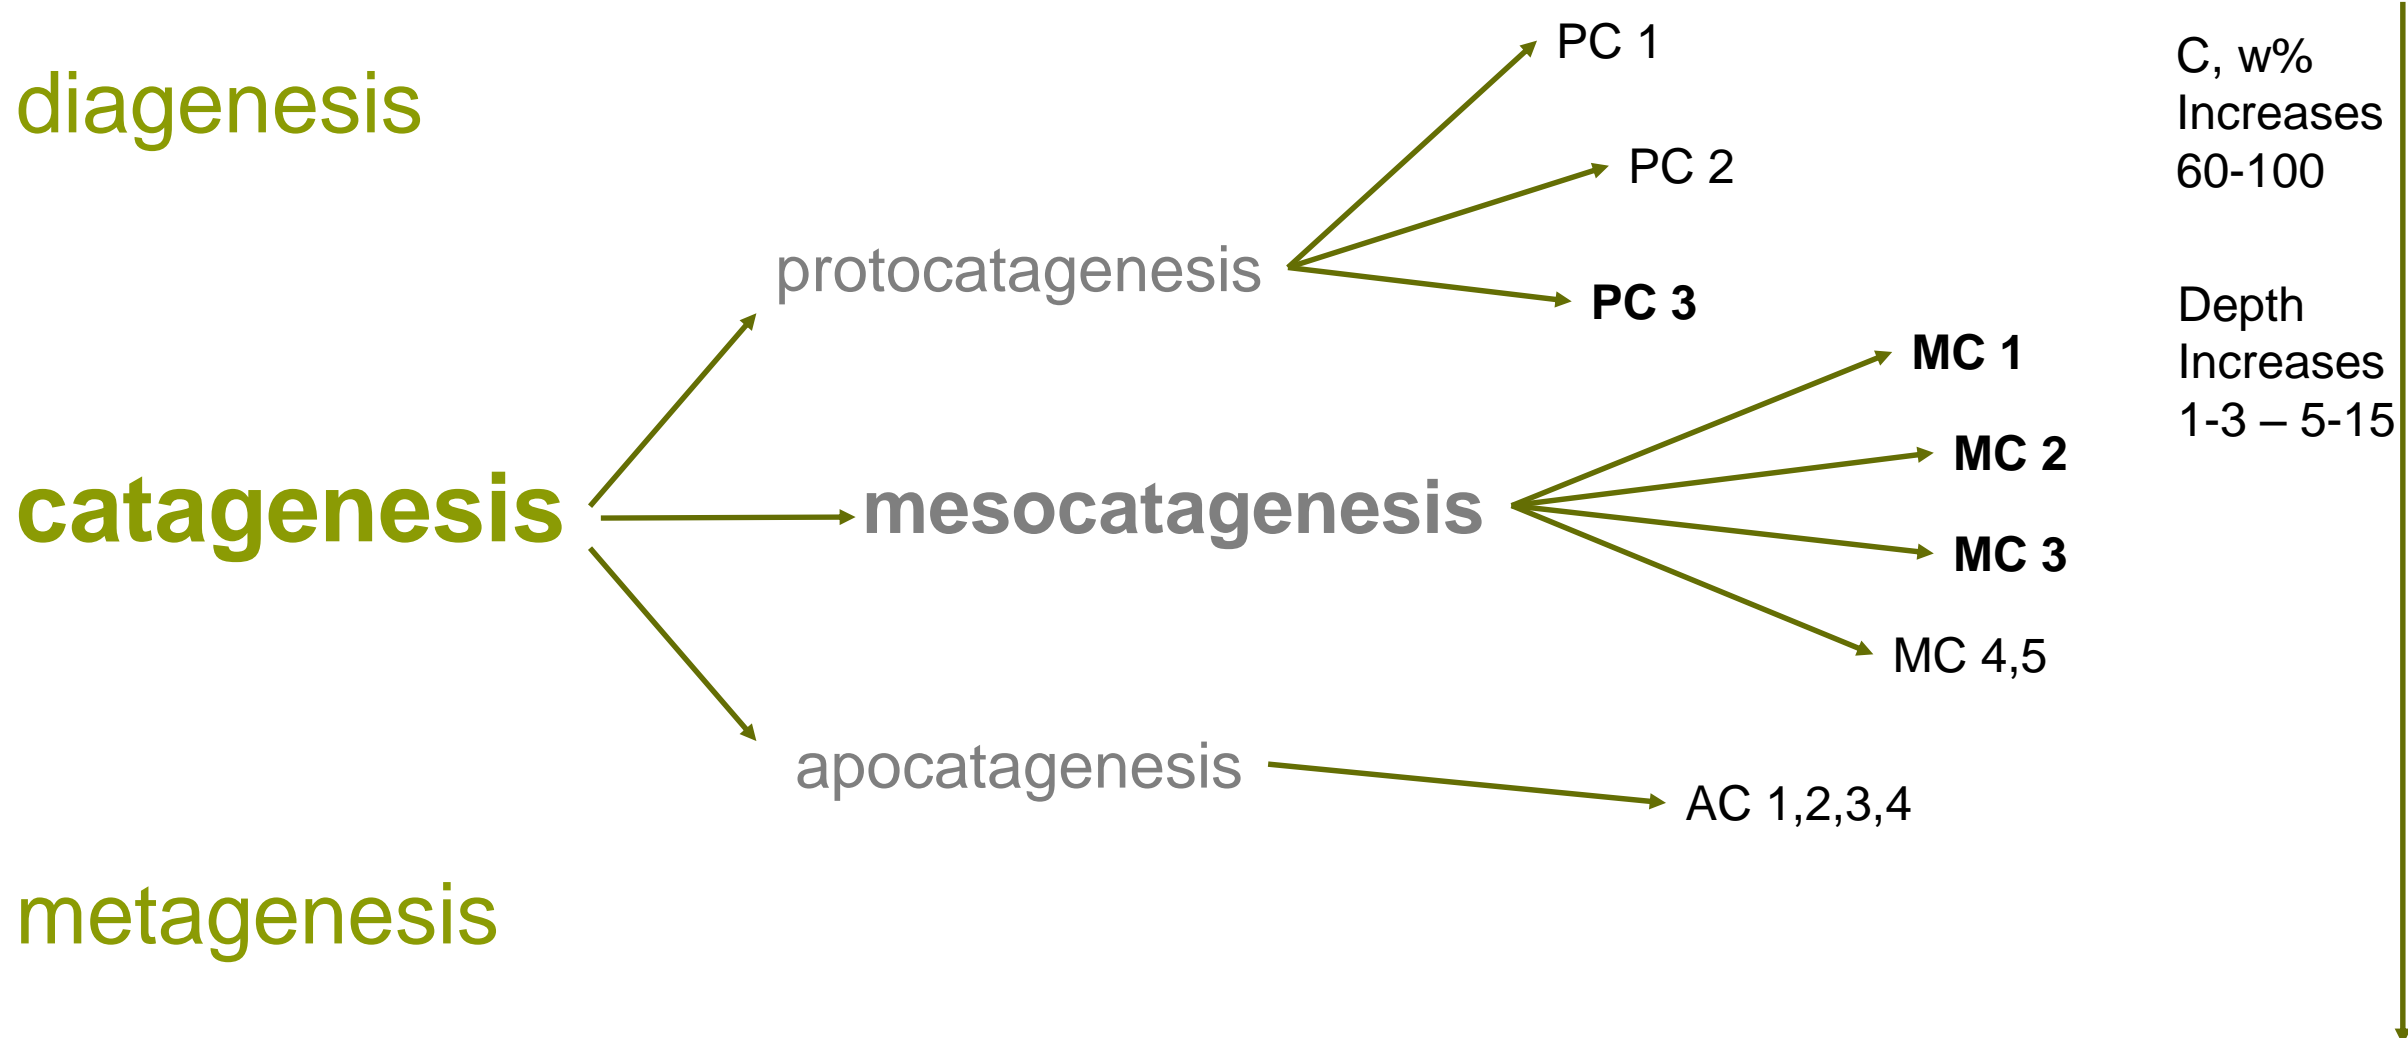 diagenesis
catagenesis
metagenesis
protocatagenesis
mesocatagenesis
apocatagenesis
PC 1
PC 2
PC 3
MC 1
MC 2
MC 3
MC 4,5
AC 1,2,3,4
C, w%
Increases
60-100
Depth
Increases
1-3 – 5-15